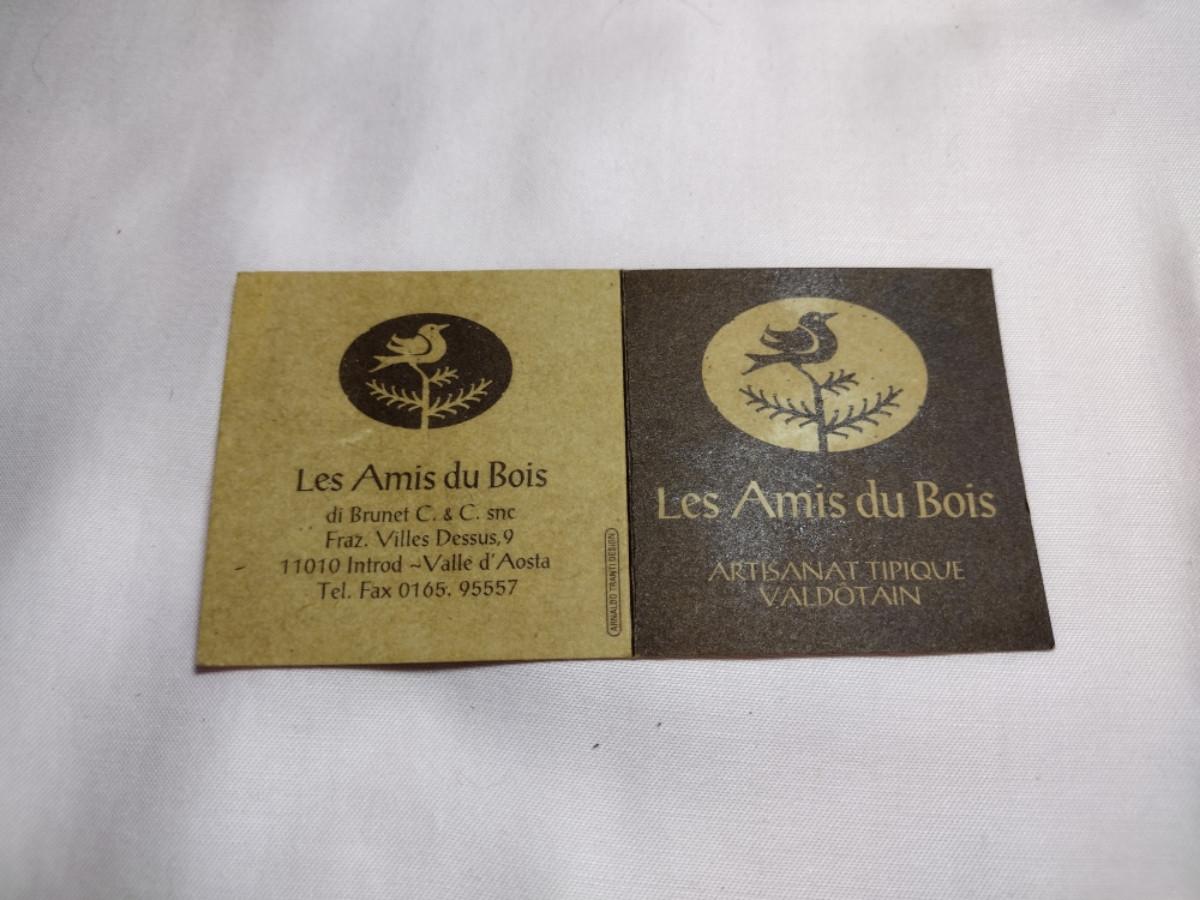 Les Amis du Bois
di Brunet C. & C. snc
Fraz. Villes Dessus,9
11010 Introd ~Valle d'Aosta
Tel. Fax 0165. 95557
ARNALDO TRANTI DESIGN
Les Amis du Bois
ARTISANAT TIPIQUE
VALDÔTAIN